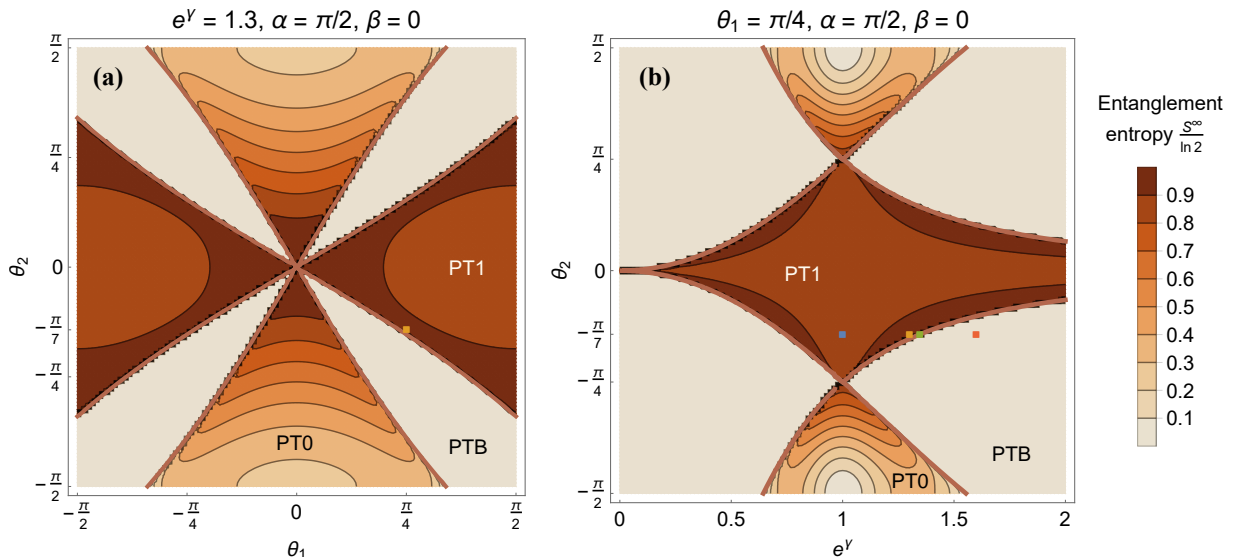 e^γ = 1.3, α = π/2, β = 0
(a)
PT1
PT0
PTB
θ₂
π/2
π/4
0
−π/7
−π/4
−π/2
−π/2
−π/4
0
π/4
π/2
θ₁
θ₁ = π/4, α = π/2, β = 0
(b)
PT1
PTB
PT0
θ₂
π/2
π/4
0
−π/7
−π/4
−π/2
0
0.5
1
1.5
2
e^γ
Entanglement
entropy S^∞/ln 2
0.9
0.8
0.7
0.6
0.5
0.4
0.3
0.2
0.1